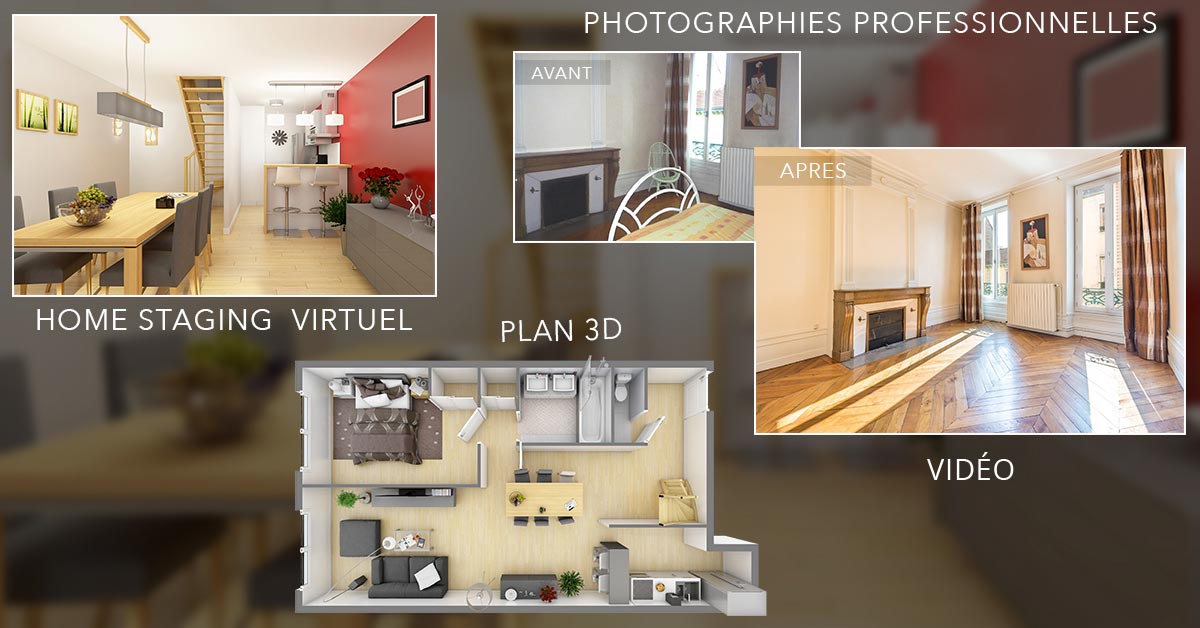 PHOTOGRAPHIES PROFESSIONNELLES
AVANT
APRES
HOME STAGING VIRTUEL
PLAN 3D
VIDÉO